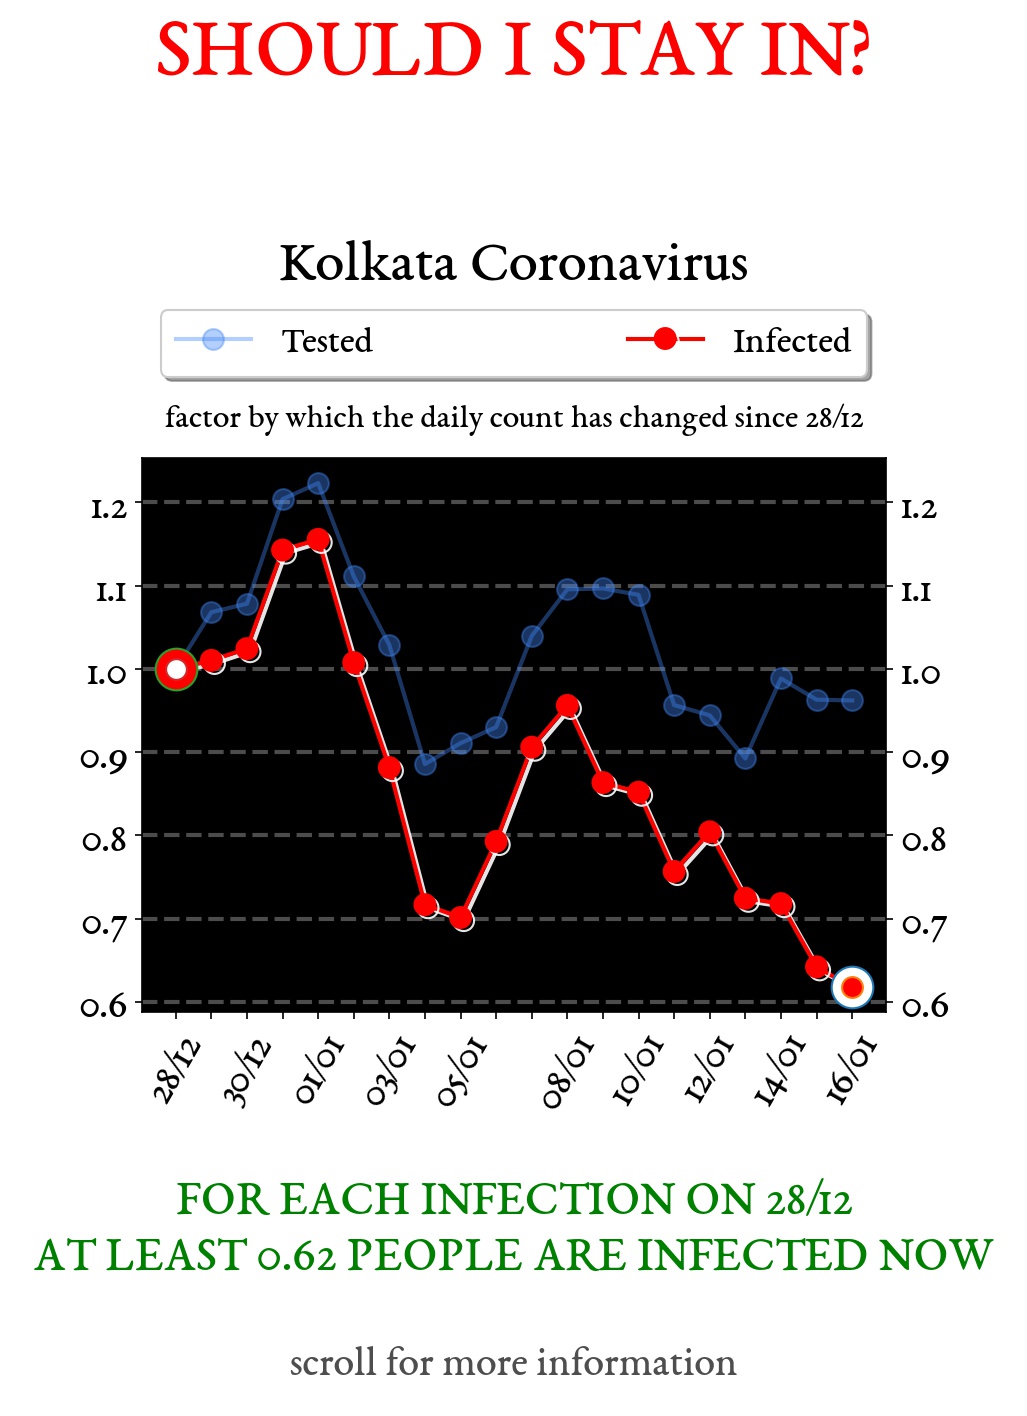 SHOULD I STAY IN?
Kolkata Coronavirus
Tested Infected
factor by which the daily count has changed since 28/12
1.2 1.2
1.1 1.1
1.0 1.0
0.9 0.9
0.8 0.8
0.7 0.7
0.6 0.6
28/12 30/12 01/01 03/01 05/01 08/01 10/01 12/01 14/01 16/01
FOR EACH INFECTION ON 28/12
AT LEAST 0.62 PEOPLE ARE INFECTED NOW
scroll for more information